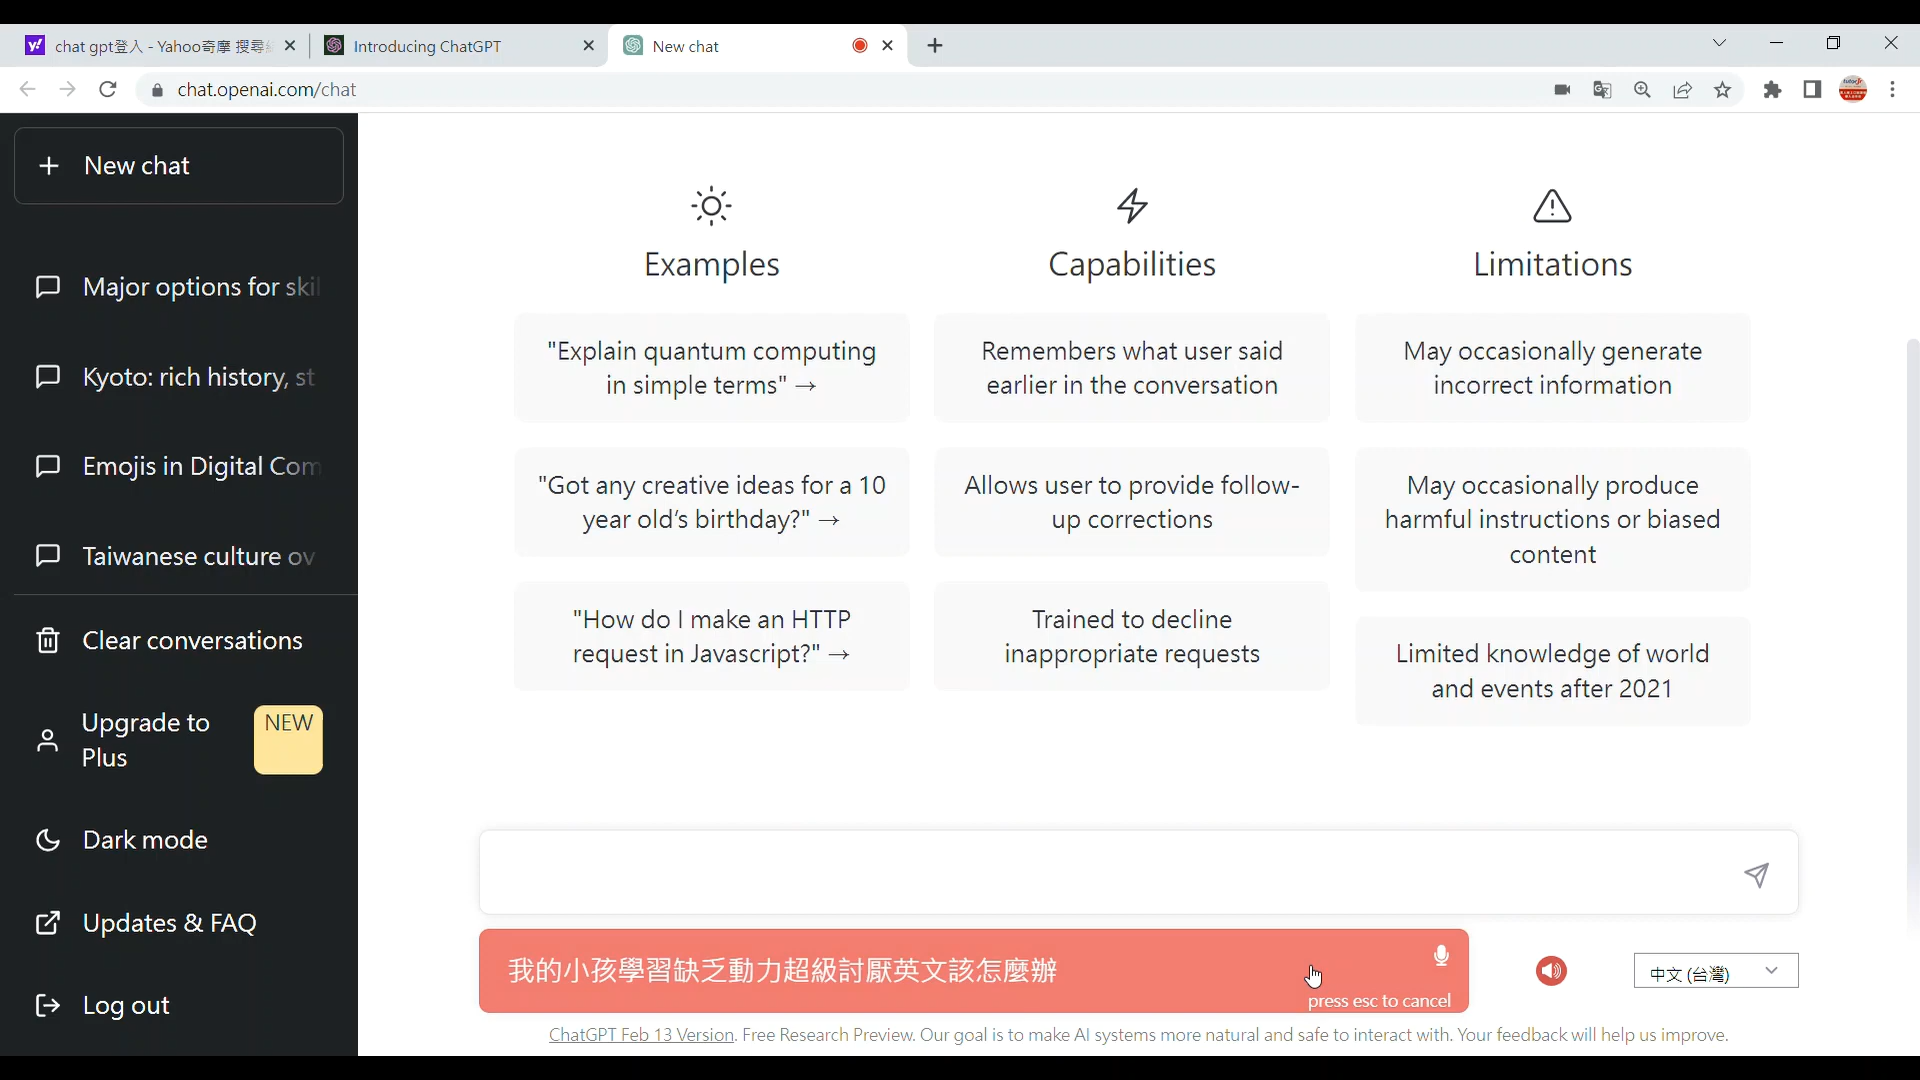 chat gpt登入 - Yahoo奇摩 搜尋
Introducing ChatGPT
New chat
chat.openai.com/chat
New chat
Major options for skil
Kyoto: rich history, st
Emojis in Digital Com
Taiwanese culture ov
Clear conversations
Upgrade to
Plus
NEW
Dark mode
Updates & FAQ
Log out
Examples
"Explain quantum computing
in simple terms" →
"Got any creative ideas for a 10
year old's birthday?" →
"How do I make an HTTP
request in Javascript?" →
Capabilities
Remembers what user said
earlier in the conversation
Allows user to provide follow-
up corrections
Trained to decline
inappropriate requests
Limitations
May occasionally generate
incorrect information
May occasionally produce
harmful instructions or biased
content
Limited knowledge of world
and events after 2021
我的小孩學習缺乏動力超級討厭英文該怎麼辦
press esc to cancel
中文 (台灣)
ChatGPT Feb 13 Version. Free Research Preview. Our goal is to make AI systems more natural and safe to interact with. Your feedback will help us improve.